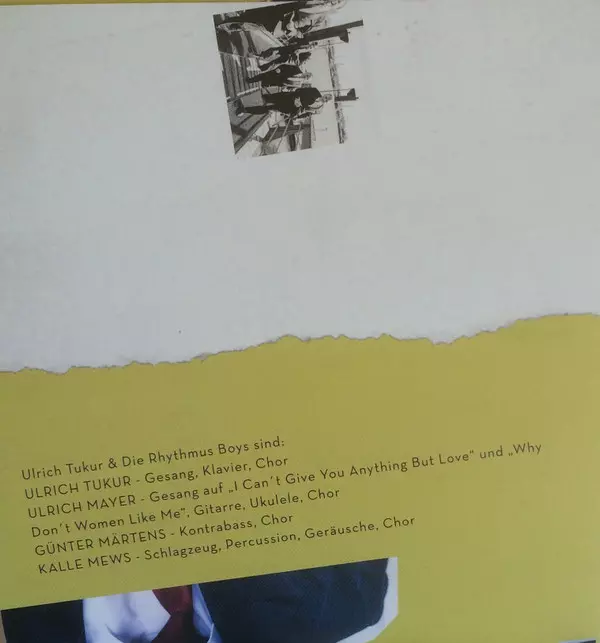 Ulrich Tukur & Die Rhythmus Boys sind:
ULRICH TUKUR - Gesang, Klavier, Chor
ULRICH MAYER - Gesang auf „I Can´t Give You Anything But Love“ und „Why
Don´t Women Like Me“, Gitarre, Ukulele, Chor
GÜNTER MÄRTENS - Kontrabass, Chor
KALLE MEWS - Schlagzeug, Percussion, Geräusche, Chor